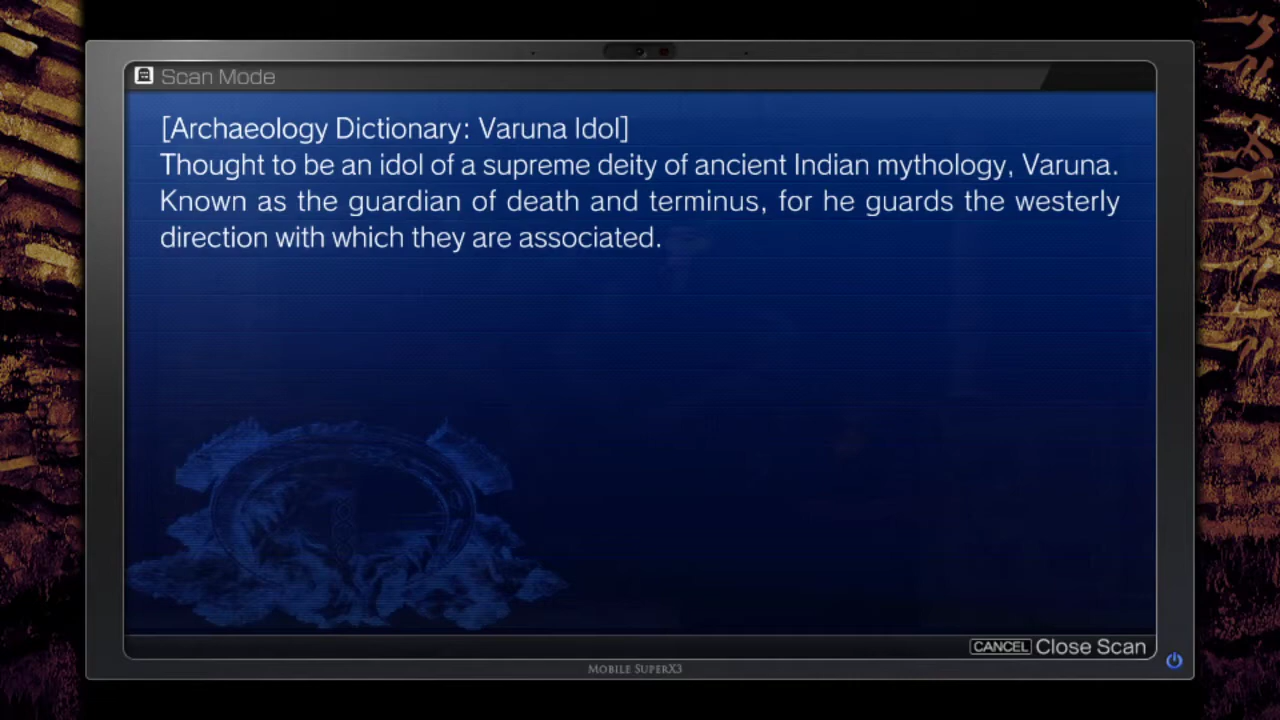 Scan Mode
[Archaeology Dictionary: Varuna Idol]
Thought to be an idol of a supreme deity of ancient Indian mythology, Varuna.
Known as the guardian of death and terminus, for he guards the westerly
direction with which they are associated.
CANCEL Close Scan
MOBILE SUPERX3